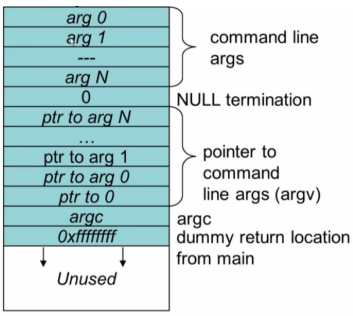 arg 0
arg 1
---
arg N
0
ptr to arg N
...
ptr to arg 1
ptr to arg 0
ptr to 0
argc
0xffffffff
Unused
command line
args
NULL termination
pointer to
command
line args (argv)
argc
dummy return location
from main